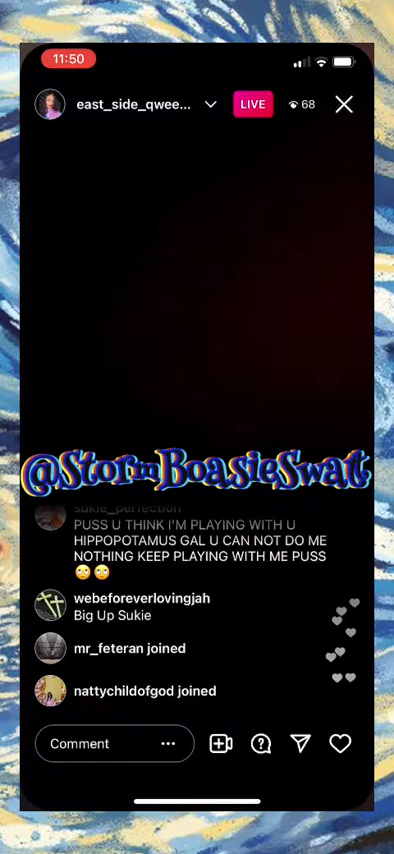 11:50
east_side_qwee...
LIVE
68
@StormBoasieSwat
sukie_perfection
PUSS U THINK I'M PLAYING WITH U
HIPPOPOTAMUS GAL U CAN NOT DO ME
NOTHING KEEP PLAYING WITH ME PUSS
🙄🙄
webeforeverlovingjah
Big Up Sukie
mr_feteran joined
nattychildofgod joined
Comment